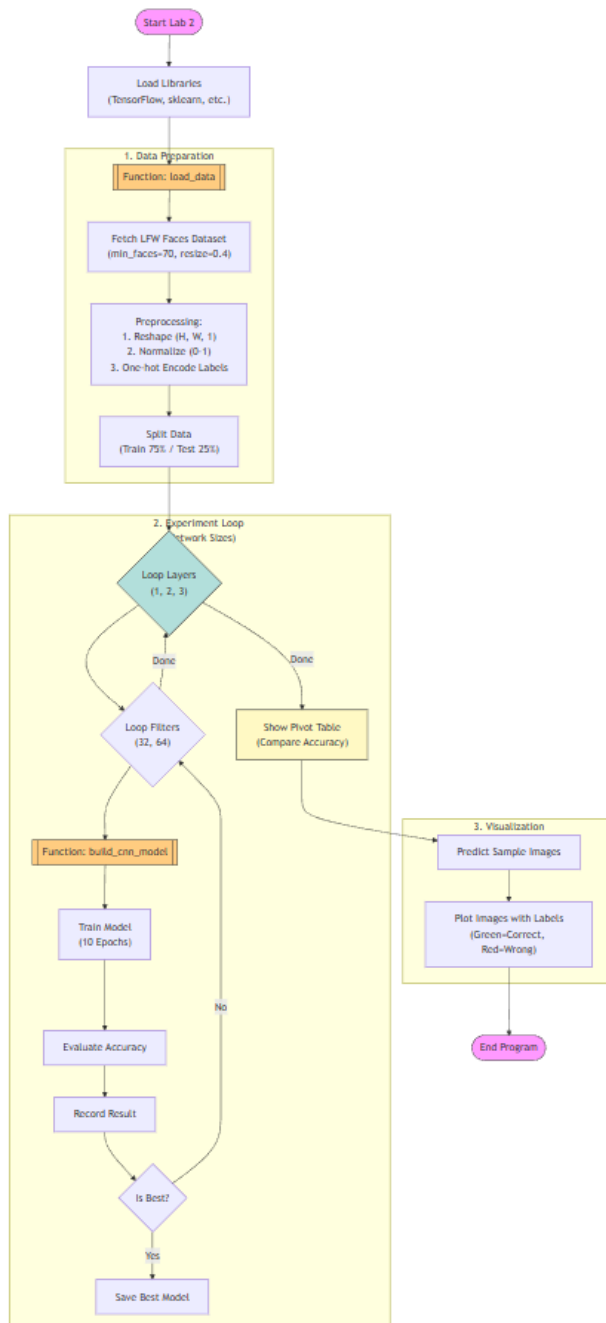 Start Lab 2
Load Libraries
(TensorFlow, sklearn, etc.)
1. Data Preparation
Function: load_data
Fetch LFW Faces Dataset
(min_faces=70, resize=0.4)
Preprocessing:
1. Reshape (H, W, 1)
2. Normalize (0-1)
3. One-hot Encode Labels
Split Data
(Train 75% / Test 25%)
2. Experiment Loop
Sizes)
Loop Layers
(1, 2, 3)
Done
Done
Loop Filters
(32, 64)
Show Pivot Table
(Compare Accuracy)
Function: build_cnn_model
Train Model
(10 Epochs)
Evaluate Accuracy
Record Result
No
Is Best?
Yes
Save Best Model
3. Visualization
Predict Sample Images
Plot Images with Labels
(Green=Correct,
Red=Wrong)
End Program